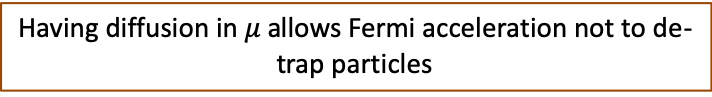 Having diffusion in μ allows Fermi acceleration not to de-
trap particles